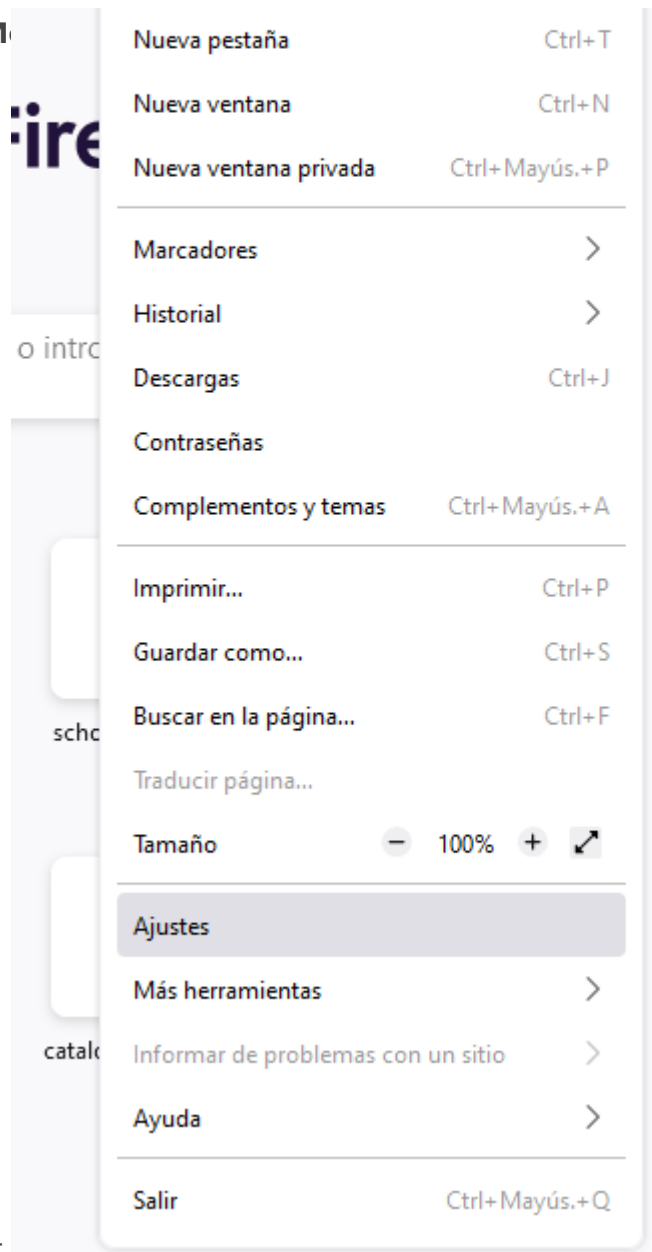 Nueva pestaña Ctrl+T
Nueva ventana Ctrl+N
Nueva ventana privada Ctrl+Mayús.+P
Marcadores
Historial
o intro
Descargas Ctrl+J
Contraseñas
Complementos y temas Ctrl+Mayús.+A
Imprimir... Ctrl+P
Guardar como... Ctrl+S
Buscar en la página... Ctrl+F
Traducir página...
Tamaño − 100% +
Ajustes
Más herramientas
Informar de problemas con un sitio
Ayuda
Salir Ctrl+Mayús.+Q